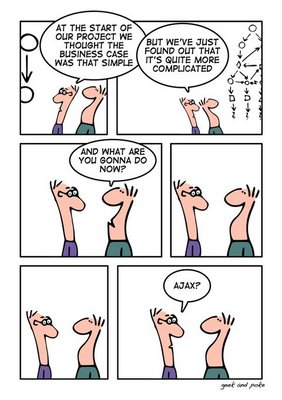 AT THE START OF
OUR PROJECT WE
THOUGHT THE
BUSINESS CASE
WAS THAT SIMPLE
BUT WE'VE JUST
FOUND OUT THAT
IT'S QUITE MORE
COMPLICATED
AND WHAT ARE
YOU GONNA DO
NOW?
AJAX?
geek and poke